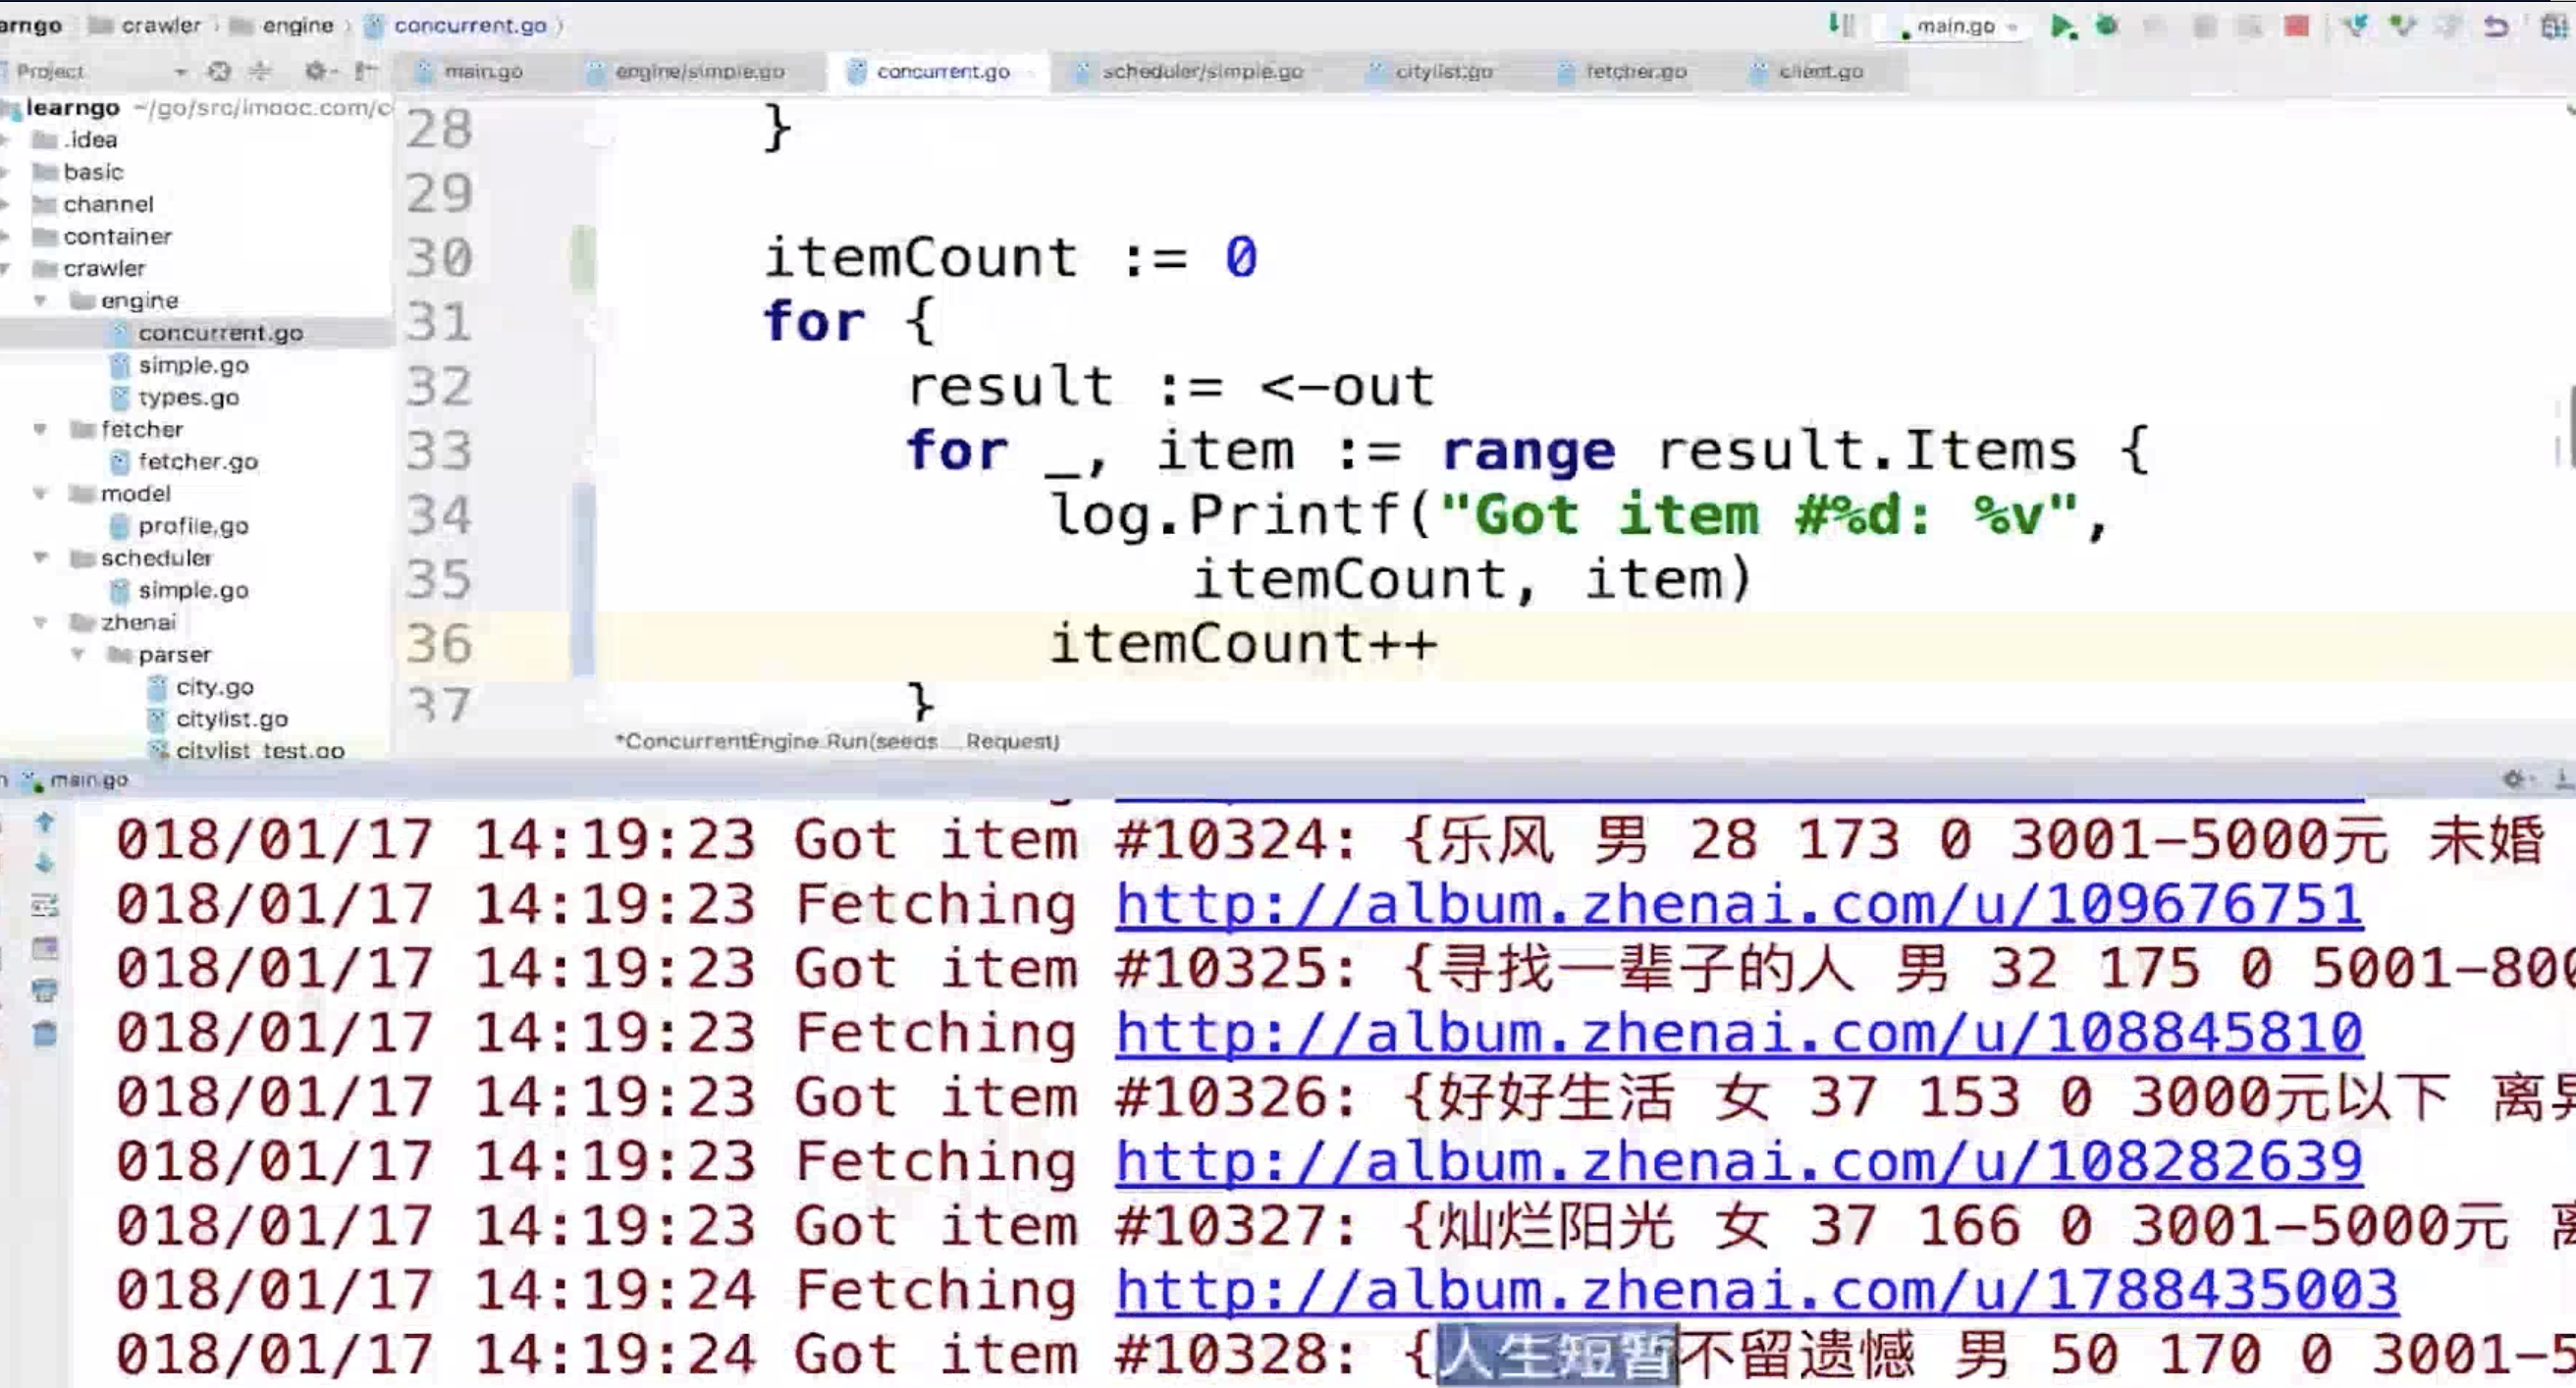 arngo crawler engine concurrent.go main.go
Project main.go engine/simple.go concurrent.go scheduler/simple.go citylist.go fetcher.go client.go
learngo ~/go/src/imooc.com/c
.idea
basic
channel
container
crawler
engine
concurrent.go
simple.go
types.go
fetcher
fetcher.go
model
profile.go
scheduler
simple.go
zhenai
parser
city.go
citylist.go
citylist_test.go
28 }
29
30 itemCount := 0
31 for {
32 result := <-out
33 for _, item := range result.Items {
34 log.Printf("Got item #%d: %v",
35 itemCount, item)
36 itemCount++
37 }
*ConcurrentEngine.Run(seeds ...Request)
main.go
018/01/17 14:19:23 Got item #10324: {乐风 男 28 173 0 3001-5000元 未婚
018/01/17 14:19:23 Fetching http://album.zhenai.com/u/109676751
018/01/17 14:19:23 Got item #10325: {寻找一辈子的人 男 32 175 0 5001-800
018/01/17 14:19:23 Fetching http://album.zhenai.com/u/108845810
018/01/17 14:19:23 Got item #10326: {好好生活 女 37 153 0 3000元以下 离异
018/01/17 14:19:23 Fetching http://album.zhenai.com/u/108282639
018/01/17 14:19:23 Got item #10327: {灿烂阳光 女 37 166 0 3001-5000元 离
018/01/17 14:19:24 Fetching http://album.zhenai.com/u/1788435003
018/01/17 14:19:24 Got item #10328: {人生短暂不留遗憾 男 50 170 0 3001-5